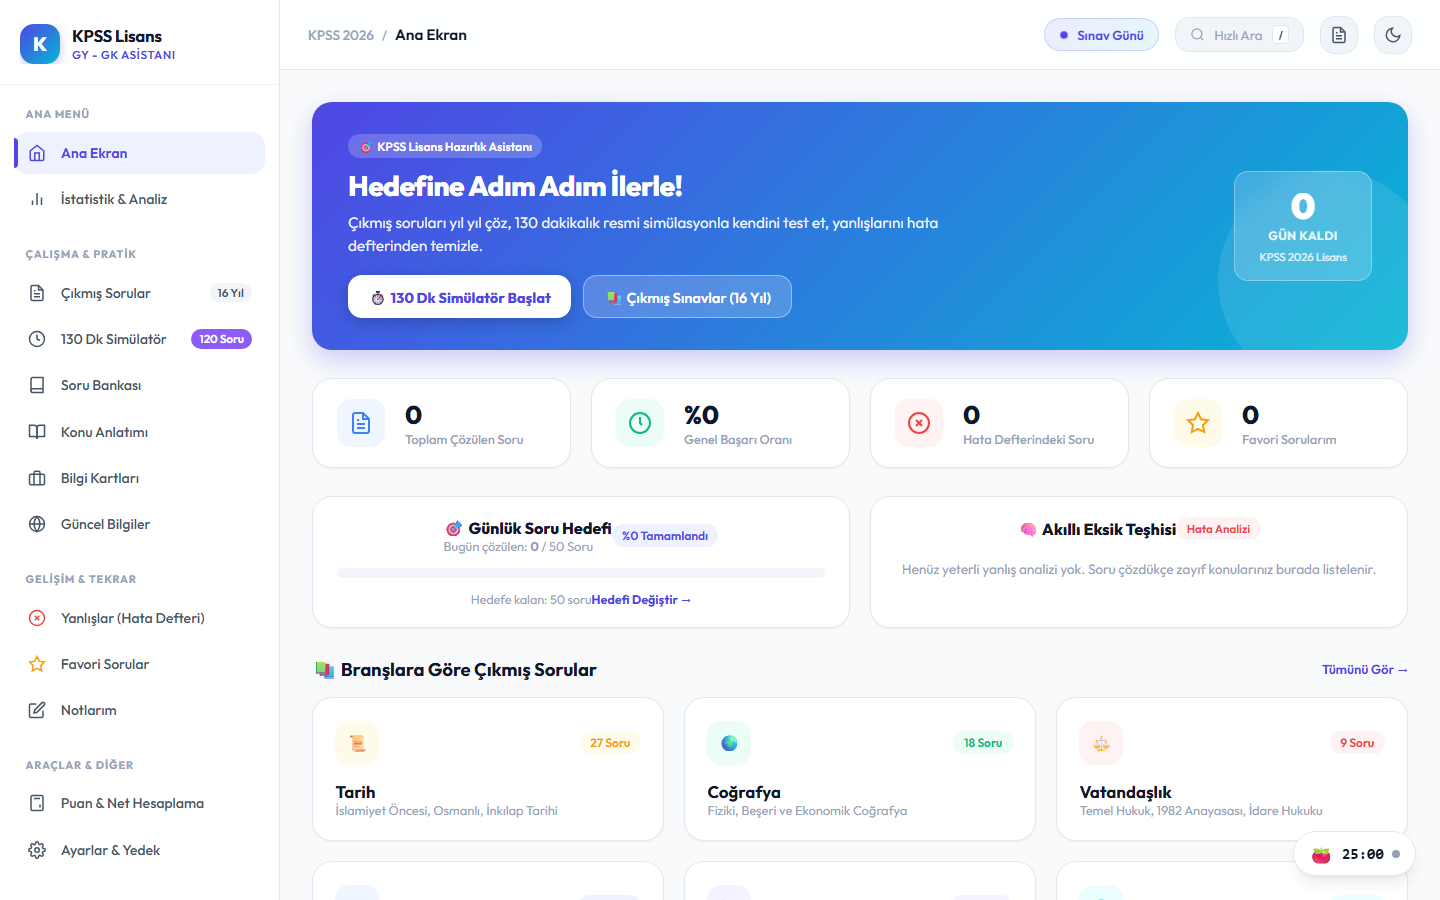 K
KPSS Lisans
GY - GK ASİSTANI
ANA MENÜ
Ana Ekran
İstatistik & Analiz
ÇALIŞMA & PRATİK
Çıkmış Sorular
16 Yıl
130 Dk Simülatör
120 Soru
Soru Bankası
Konu Anlatımı
Bilgi Kartları
Güncel Bilgiler
GELİŞİM & TEKRAR
Yanlışlar (Hata Defteri)
Favori Sorular
Notlarım
ARAÇLAR & DİĞER
Puan & Net Hesaplama
Ayarlar & Yedek
KPSS 2026 / Ana Ekran
Sınav Günü
Hızlı Ara /
KPSS Lisans Hazırlık Asistanı
Hedefine Adım Adım İlerle!
Çıkmış soruları yıl yıl çöz, 130 dakikalık resmi simülasyonla kendini test et, yanlışlarını hata
defterinden temizle.
130 Dk Simülatör Başlat
Çıkmış Sınavlar (16 Yıl)
0
GÜN KALDI
KPSS 2026 Lisans
0
Toplam Çözülen Soru
%0
Genel Başarı Oranı
0
Hata Defterindeki Soru
0
Favori Sorularım
Günlük Soru Hedefi
Bugün çözülen: 0 / 50 Soru
%0 Tamamlandı
Hedefe kalan: 50 soruHedefi Değiştir →
Akıllı Eksik Teşhisi
Hata Analizi
Henüz yeterli yanlış analizi yok. Soru çözdükçe zayıf konularınız burada listelenir.
Branşlara Göre Çıkmış Sorular
Tümünü Gör →
27 Soru
Tarih
İslamiyet Öncesi, Osmanlı, İnkılap Tarihi
18 Soru
Coğrafya
Fiziki, Beşeri ve Ekonomik Coğrafya
9 Soru
Vatandaşlık
Temel Hukuk, 1982 Anayasası, İdare Hukuku
25:00